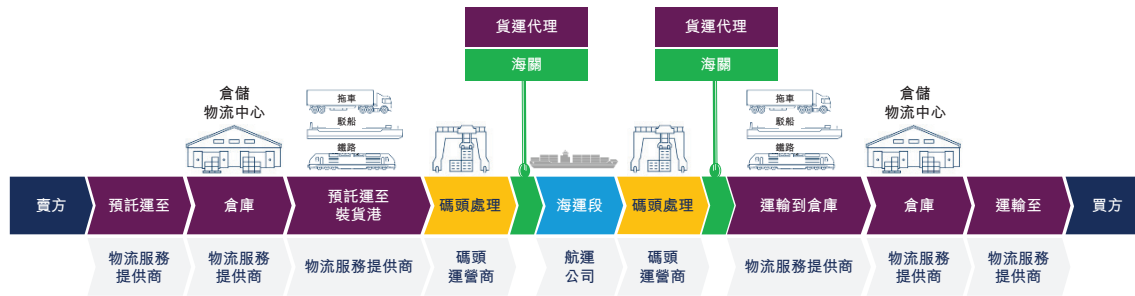 貨運代理
海關
貨運代理
海關
倉儲
物流中心
拖車
駁船
鐵路
拖車
駁船
鐵路
倉儲
物流中心
賣方
預託運至
倉庫
預託運至
裝貨港
碼頭處理
海運段
碼頭處理
運輸到倉庫
倉庫
運輸至
買方
物流服務
提供商
物流服務
提供商
物流服務提供商
碼頭
運營商
航運
公司
碼頭
運營商
物流服務提供商
物流服務
提供商
物流服務
提供商